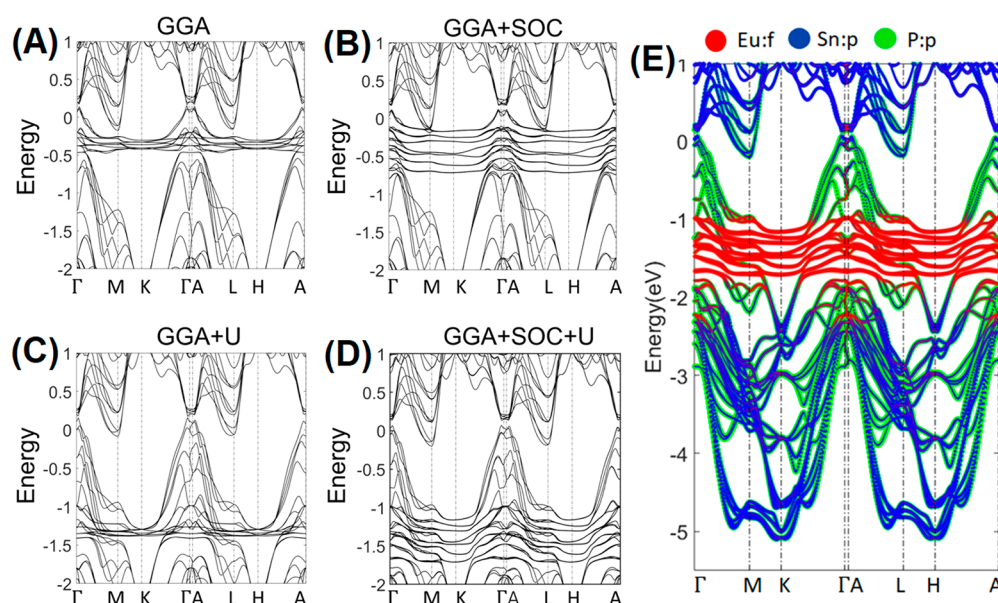 (A) GGA
Energy
1
0.5
0
-0.5
-1
-1.5
-2
Γ M K Γ A L H A
(B) GGA+SOC
Energy
1
0.5
0
-0.5
-1
-1.5
-2
Γ M K Γ A L H A
(C) GGA+U
Energy
1
0.5
0
-0.5
-1
-1.5
-2
Γ M K Γ A L H A
(D) GGA+SOC+U
Energy
1
0.5
0
-0.5
-1
-1.5
-2
Γ M K Γ A L H A
(E) Eu:f Sn:p P:p
Energy(eV)
1
0
-1
-2
-3
-4
-5
Γ M K Γ A L H A